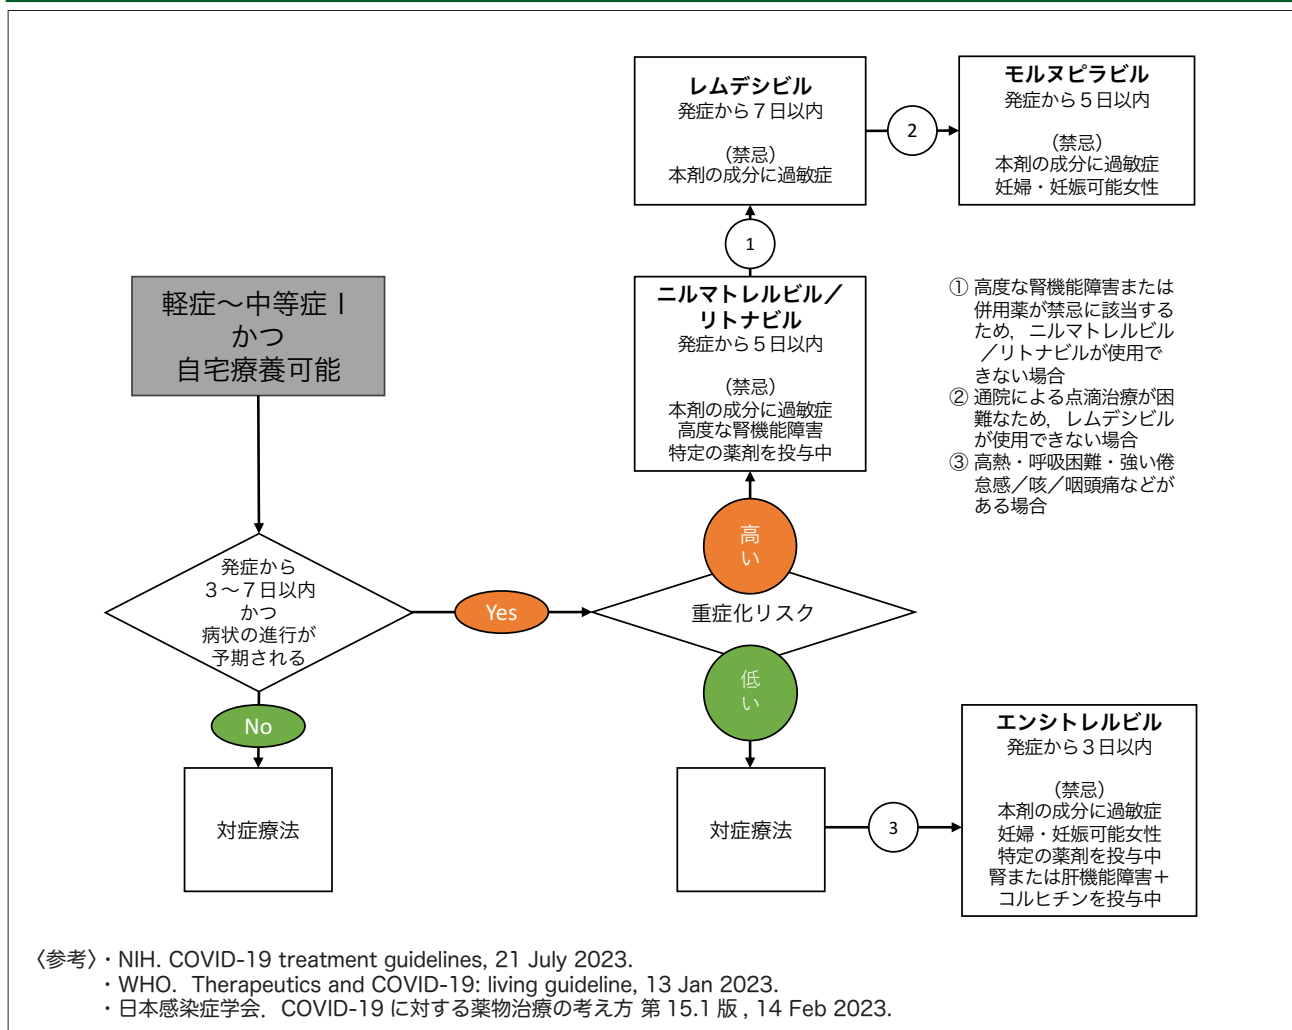 レムデシビル
発症から７日以内
（禁忌）
本剤の成分に過敏症
2
モルヌピラビル
発症から５日以内
（禁忌）
本剤の成分に過敏症
妊婦・妊娠可能女性
1
軽症～中等症Ⅰ
かつ
自宅療養可能
ニルマトレルビル／
リトナビル
発症から５日以内
（禁忌）
本剤の成分に過敏症
高度な腎機能障害
特定の薬剤を投与中
① 高度な腎機能障害または
併用薬が禁忌に該当する
ため，ニルマトレルビル
／リトナビルが使用で
きない場合
② 通院による点滴治療が困
難なため，レムデシビル
が使用できない場合
③ 高熱・呼吸困難・強い倦
怠感／咳／咽頭痛などが
ある場合
高
い
発症から
３～７日以内
かつ
病状の進行が
予期される
Yes
重症化リスク
低
い
No
対症療法
対症療法
3
エンシトレルビル
発症から３日以内
（禁忌）
本剤の成分に過敏症
妊婦・妊娠可能女性
特定の薬剤を投与中
腎または肝機能障害＋
コルヒチンを投与中
〈参考〉・NIH. COVID-19 treatment guidelines, 21 July 2023.
・WHO. Therapeutics and COVID-19: living guideline, 13 Jan 2023.
・日本感染症学会．COVID-19 に対する薬物治療の考え方 第 15.1 版 , 14 Feb 2023.